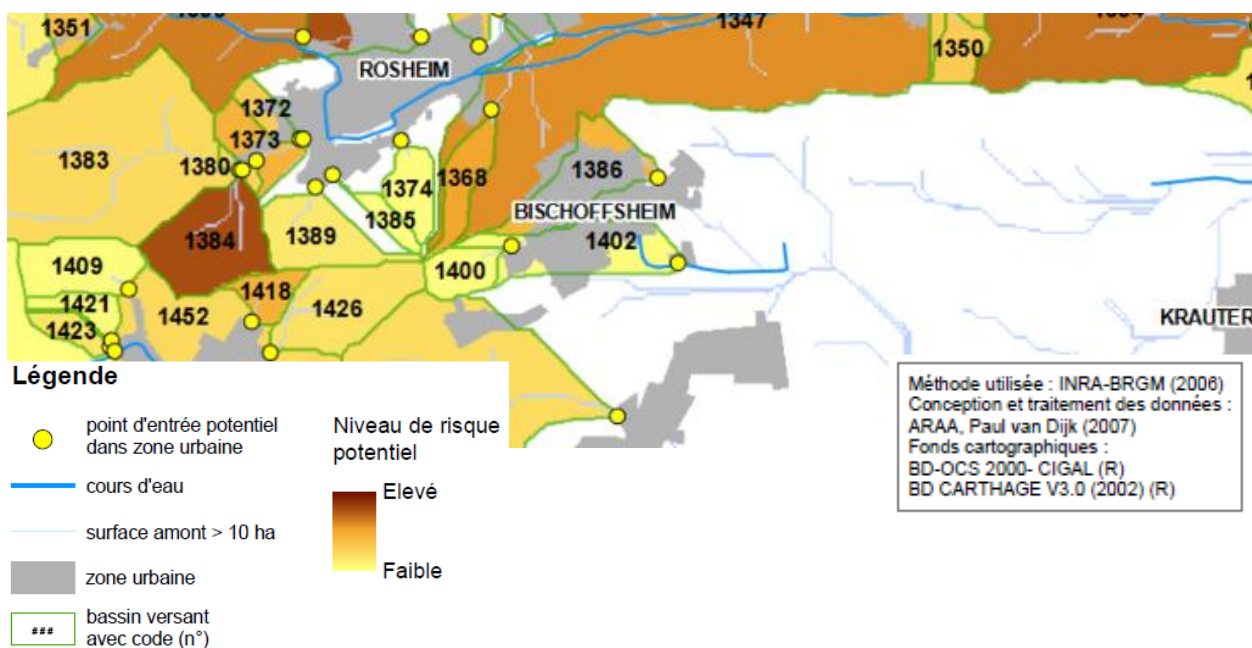 1351
1347
1350
ROSHEIM
1372
1373
1383
1380
1374
1368
1386
1385
BISCHOFFSHEIM
1384
1389
1402
1409
1400
1418
1421
1426
1452
1423
KRAUTER
Légende
point d'entrée potentiel
dans zone urbaine
cours d'eau
surface amont > 10 ha
zone urbaine
###
bassin versant
avec code (n°)
Niveau de risque
potentiel
Elevé
Faible
Méthode utilisée : INRA-BRGM (2006)
Conception et traitement des données :
ARAA, Paul van Dijk (2007)
Fonds cartographiques :
BD-OCS 2000- CIGAL (R)
BD CARTHAGE V3.0 (2002) (R)